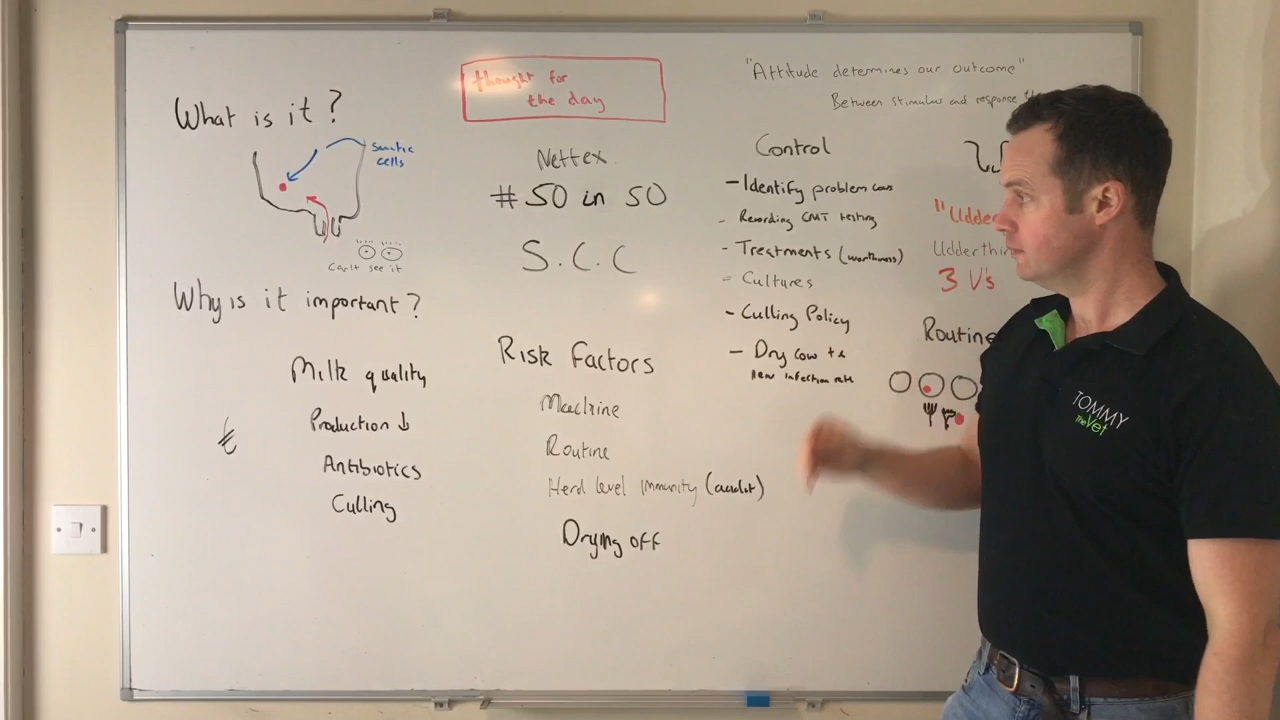 thought for
the day
"Attitude determines our outcome"
Between stimulus and response
What is it?
Somatic
cells
Can't see it
Why is it important?
Milk quality
€
Production ↓
Antibiotics
Culling
Nettex
#50 in 50
S.C.C
Risk Factors
Machine
Routine
Herd level immunity
Drying off
Control
- Identify problem cows
- Recording CMT testing
- Treatments (worthiness)
- Cultures
- Culling Policy
- Dry cow
new infection rate
"Udder
Udderthin
3 V's
Routine
TOMMY
The Vet